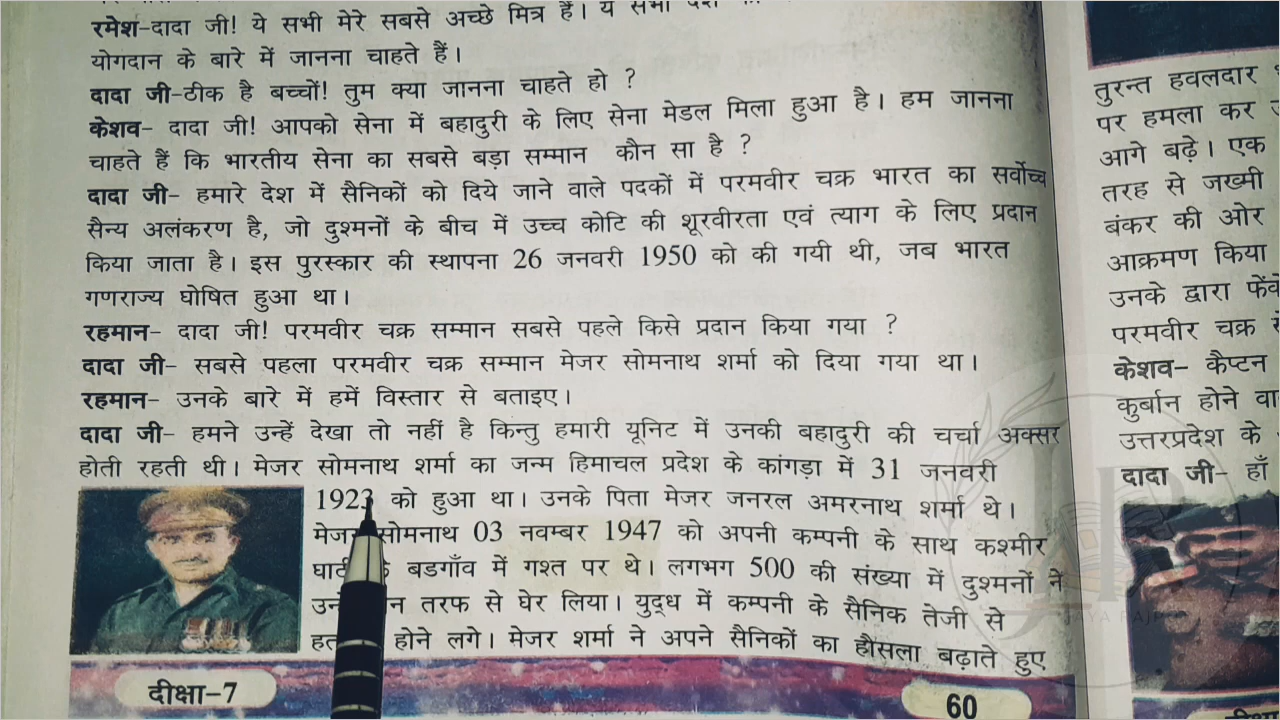 रमेश-दादा जी! ये सभी मेरे सबसे अच्छे मित्र हैं। ये सभी देश
योगदान के बारे में जानना चाहते हैं।
दादा जी-ठीक है बच्चों! तुम क्या जानना चाहते हो ?
केशव- दादा जी! आपको सेना में बहादुरी के लिए सेना मेडल मिला हुआ है। हम जानना
चाहते हैं कि भारतीय सेना का सबसे बड़ा सम्मान कौन सा है ?
दादा जी- हमारे देश में सैनिकों को दिये जाने वाले पदकों में परमवीर चक्र भारत का सर्वोच्च
सैन्य अलंकरण है, जो दुश्मनों के बीच में उच्च कोटि की शूरवीरता एवं त्याग के लिए प्रदान
किया जाता है। इस पुरस्कार की स्थापना 26 जनवरी 1950 को की गयी थी, जब भारत
गणराज्य घोषित हुआ था।
रहमान- दादा जी! परमवीर चक्र सम्मान सबसे पहले किसे प्रदान किया गया ?
दादा जी- सबसे पहला परमवीर चक्र सम्मान मेजर सोमनाथ शर्मा को दिया गया था।
रहमान- उनके बारे में हमें विस्तार से बताइए।
दादा जी- हमने उन्हें देखा तो नहीं है किन्तु हमारी यूनिट में उनकी बहादुरी की चर्चा अक्सर
होती रहती थी। मेजर सोमनाथ शर्मा का जन्म हिमाचल प्रदेश के कांगड़ा में 31 जनवरी
1923 को हुआ था। उनके पिता मेजर जनरल अमरनाथ शर्मा थे।
मेजर सोमनाथ 03 नवम्बर 1947 को अपनी कम्पनी के साथ कश्मीर
बडगाँव में गश्त पर थे। लगभग 500 की संख्या में दुश्मनों ने
तरफ से घेर लिया। युद्ध में कम्पनी के सैनिक तेजी से
होने लगे। मेजर शर्मा ने अपने सैनिकों का हौसला बढ़ाते हुए
दीक्षा-7
60
तुरन्त हवलदार
पर हमला कर
आगे बढ़े। एक
तरह से जख्मी
बंकर की ओर
आक्रमण किया
उनके द्वारा
परमवीर चक्र
केशव- कैप्टन
कुर्बान होने
उत्तरप्रदेश के
दादा जी- हाँ